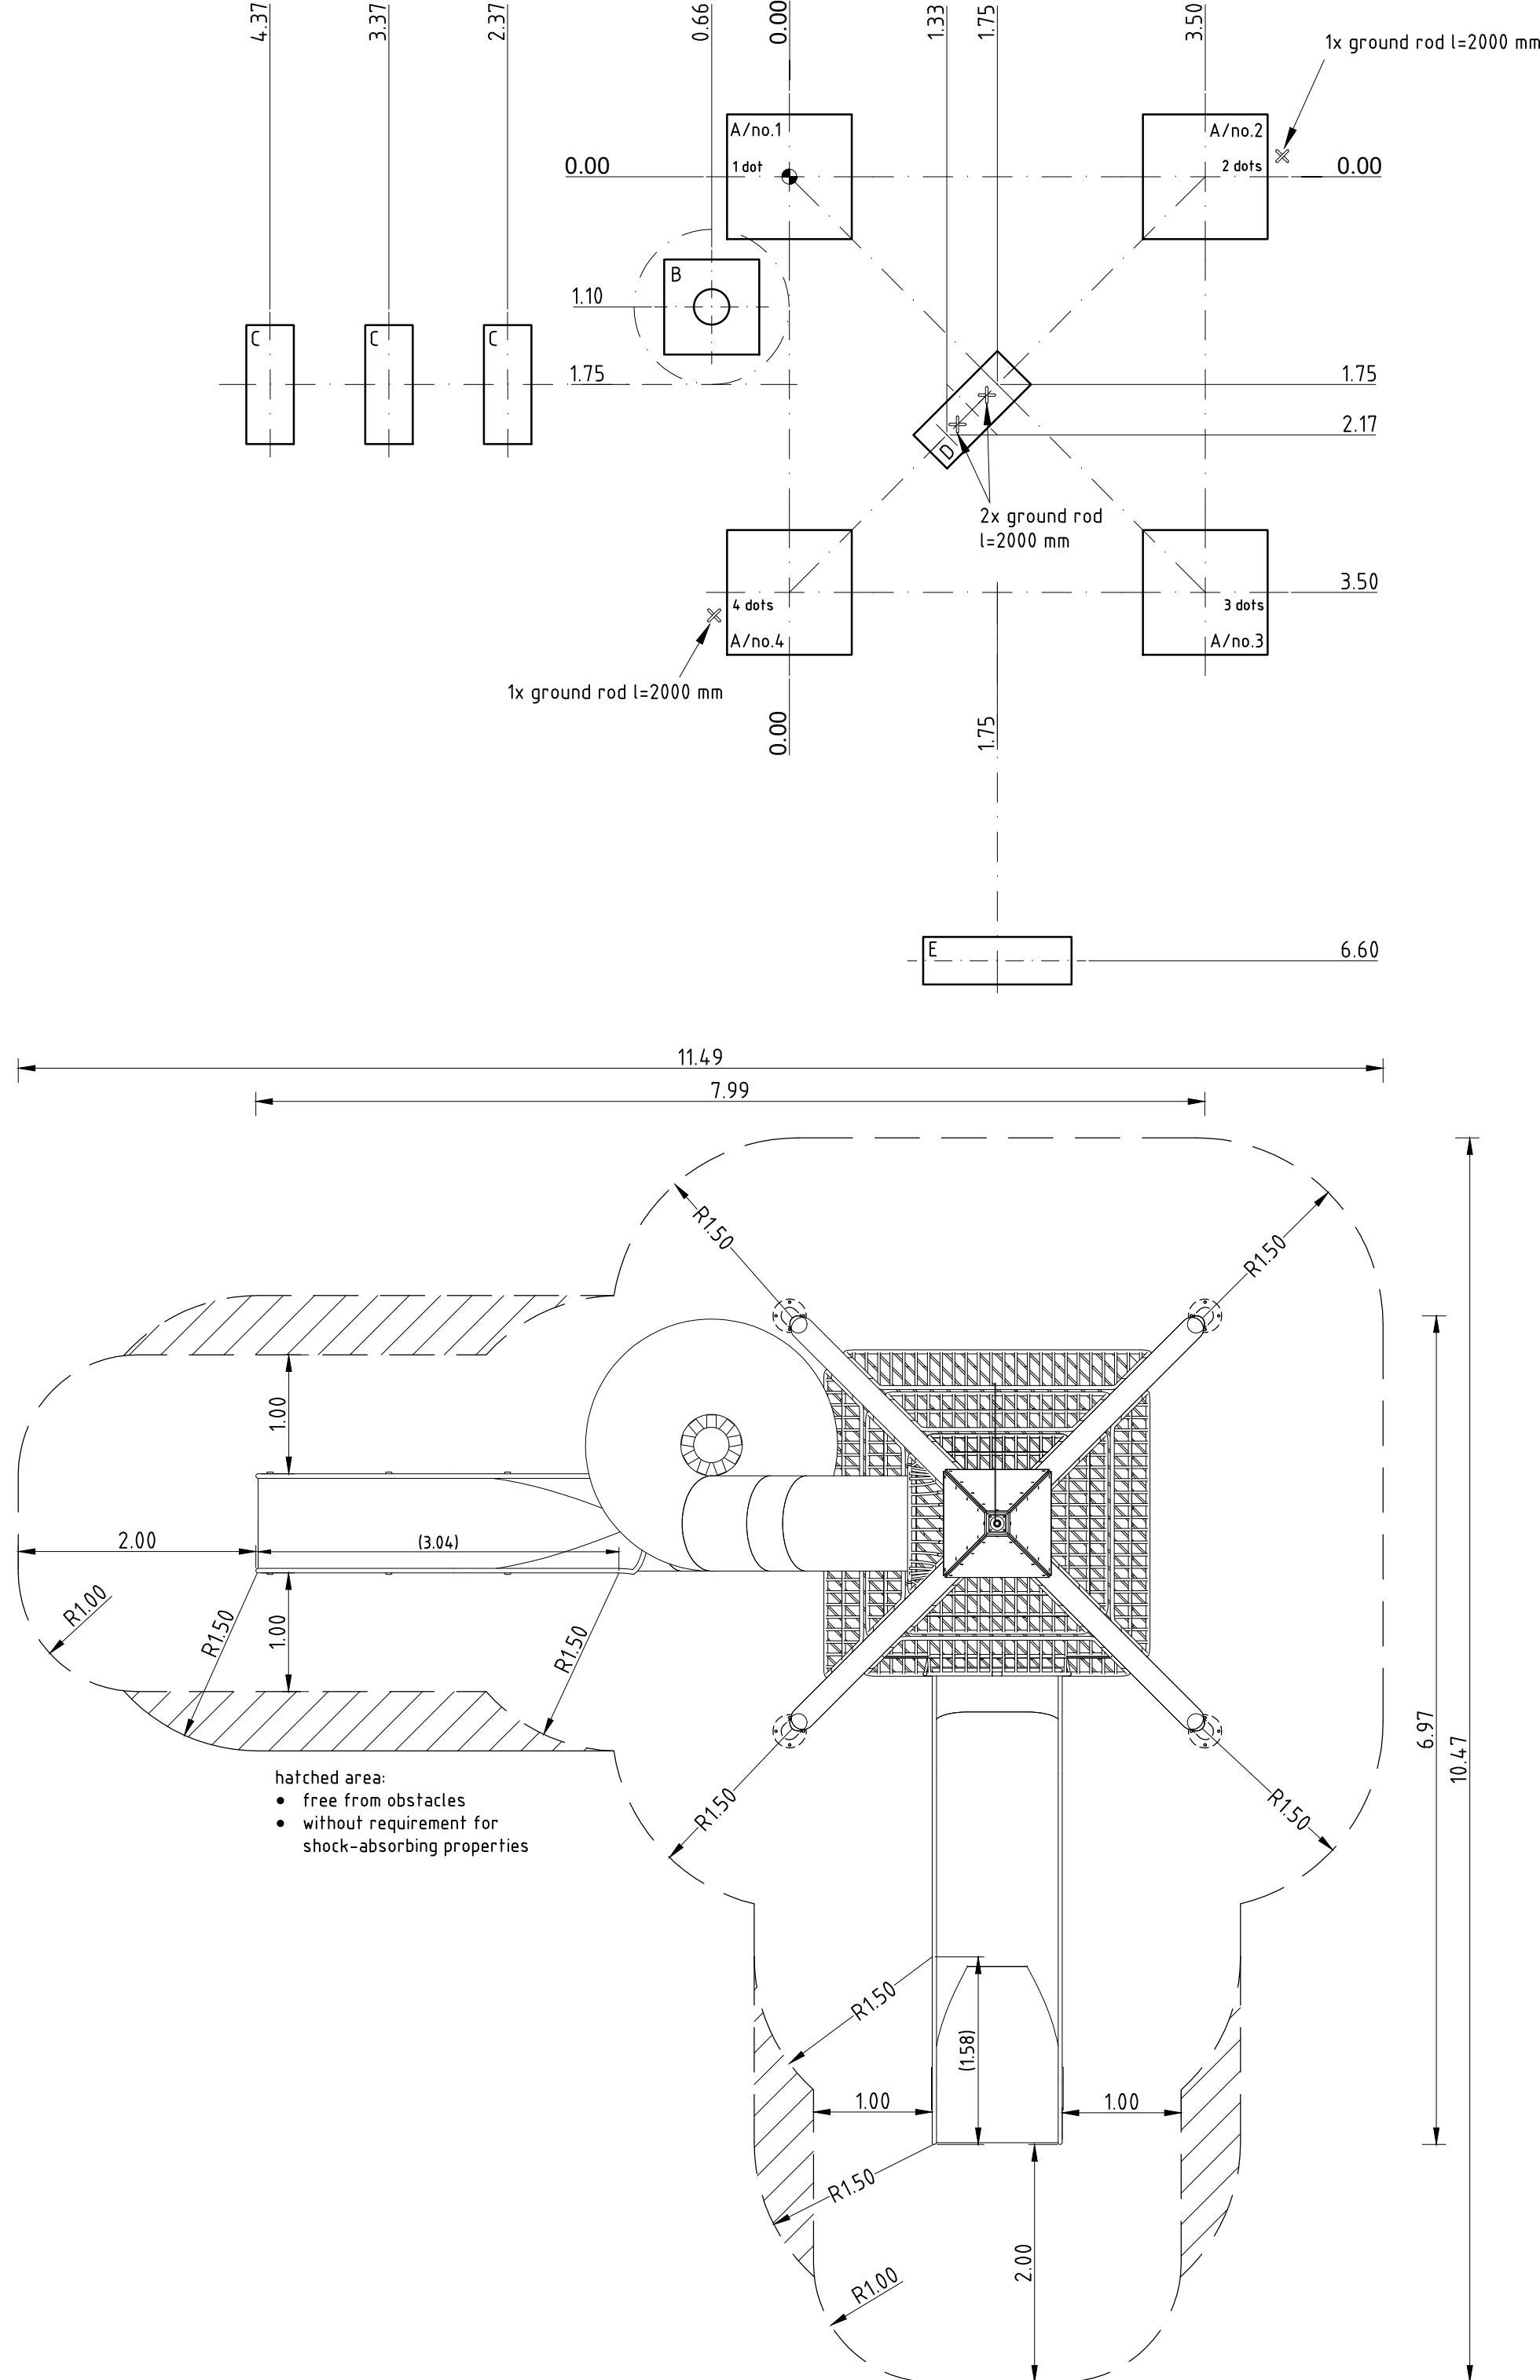 4.37
3.37
2.37
0.66
0.00
1.33
1.75
3.50
1x ground rod l=2000 mm
A/no.1
A/no.2
0.00
1 dot
2 dots
0.00
B
1.10
C
C
C
1.75
1.75
2.17
D
2x ground rod
l=2000 mm
3.50
4 dots
3 dots
A/no.4
A/no.3
1x ground rod l=2000 mm
0.00
1.75
E
6.60
11.49
7.99
R1.50
R1.50
1.00
2.00
(3.04)
R1.00
R1.50
1.00
R1.50
6.97
10.47
hatched area:
● free from obstacles
● without requirement for
shock-absorbing properties
R1.50
R1.50
R1.50
(1.58)
1.00
1.00
R1.50
2.00
R1.00